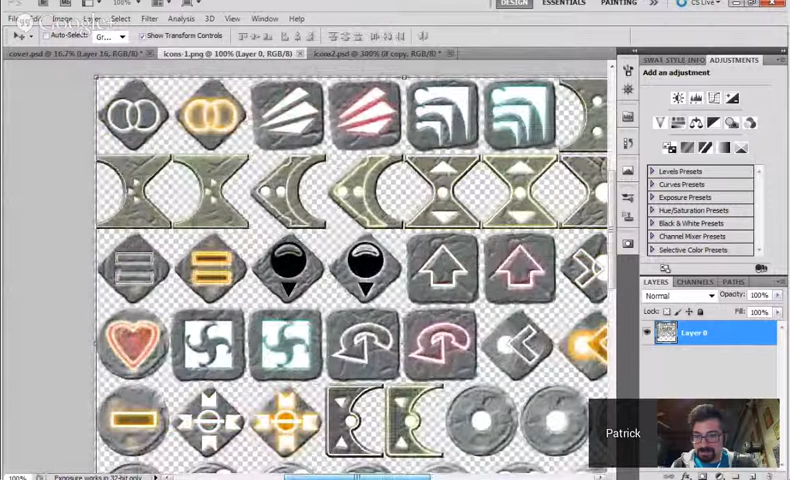 DESIGN ESSENTIALS PAINTING CS Live
File Edit Image Layer Select Filter Analysis 3D View Window Help
Auto-Select: Gr... Show Transform Controls
cover.psd @ 16.7% (Layer 16, RGB/8) * icons-1.png @ 100% (Layer 0, RGB/8) icons2.psd @ 300% (lf copy, RGB/8) *
SWAT STYLE INFO ADJUSTMENTS
Add an adjustment
Levels Presets
Curves Presets
Exposure Presets
Hue/Saturation Presets
Black & White Presets
Channel Mixer Presets
Selective Color Presets
LAYERS CHANNELS PATHS
Normal Opacity: 100%
Lock: Fill: 100%
Layer 0
Patrick
100% Exposure works in 32-bit only